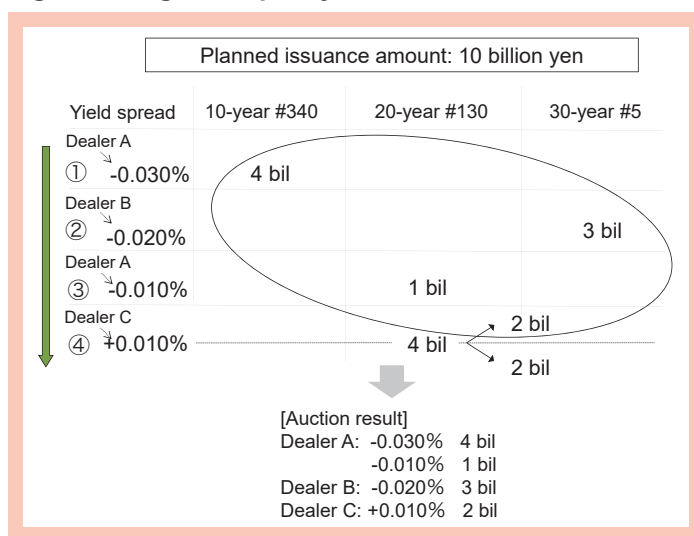 Planned issuance amount: 10 billion yen
Yield spread 10-year #340 20-year #130 30-year #5
Dealer A
① -0.030% 4 bil
Dealer B
② -0.020% 3 bil
Dealer A
③ -0.010% 1 bil
Dealer C
④ +0.010% 4 bil 2 bil
2 bil
[Auction result]
Dealer A: -0.030% 4 bil
-0.010% 1 bil
Dealer B: -0.020% 3 bil
Dealer C: +0.010% 2 bil